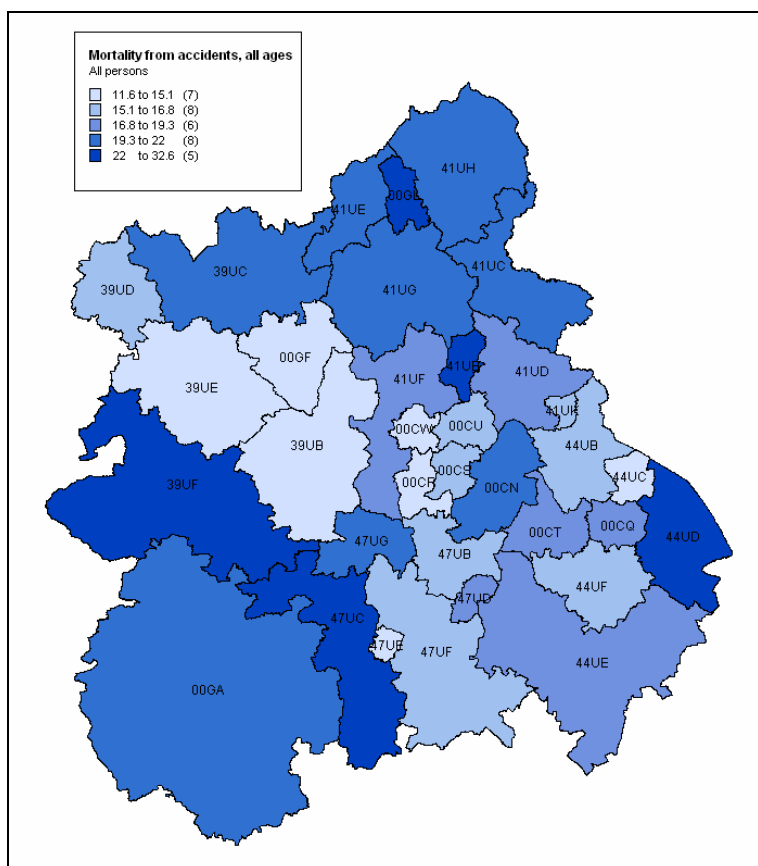 Mortality from accidents, all ages
All persons
11.6 to 15.1 (7)
15.1 to 16.8 (8)
16.8 to 19.3 (6)
19.3 to 22 (8)
22 to 32.6 (5)
41UH
00GL
41UE
39UC
41UC
39UD
41UG
00GF
41UB
41UD
41UF
39UE
41UK
00CW
00CU
39UB
44UB
00CS
44UC
00CR
39UF
00CN
00CT
00CQ
44UD
47UG
47UB
44UF
47UD
47UC
47UE
47UF
44UE
00GA